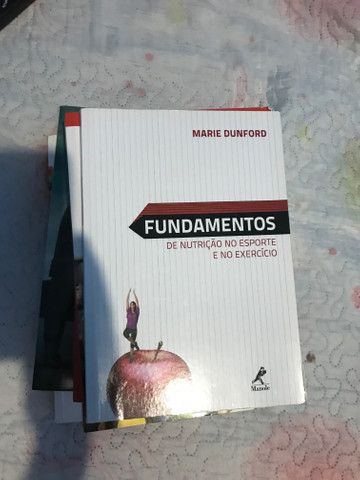 MARIE DUNFORD
FUNDAMENTOS
DE NUTRIÇÃO NO ESPORTE
E NO EXERCÍCIO
Manole